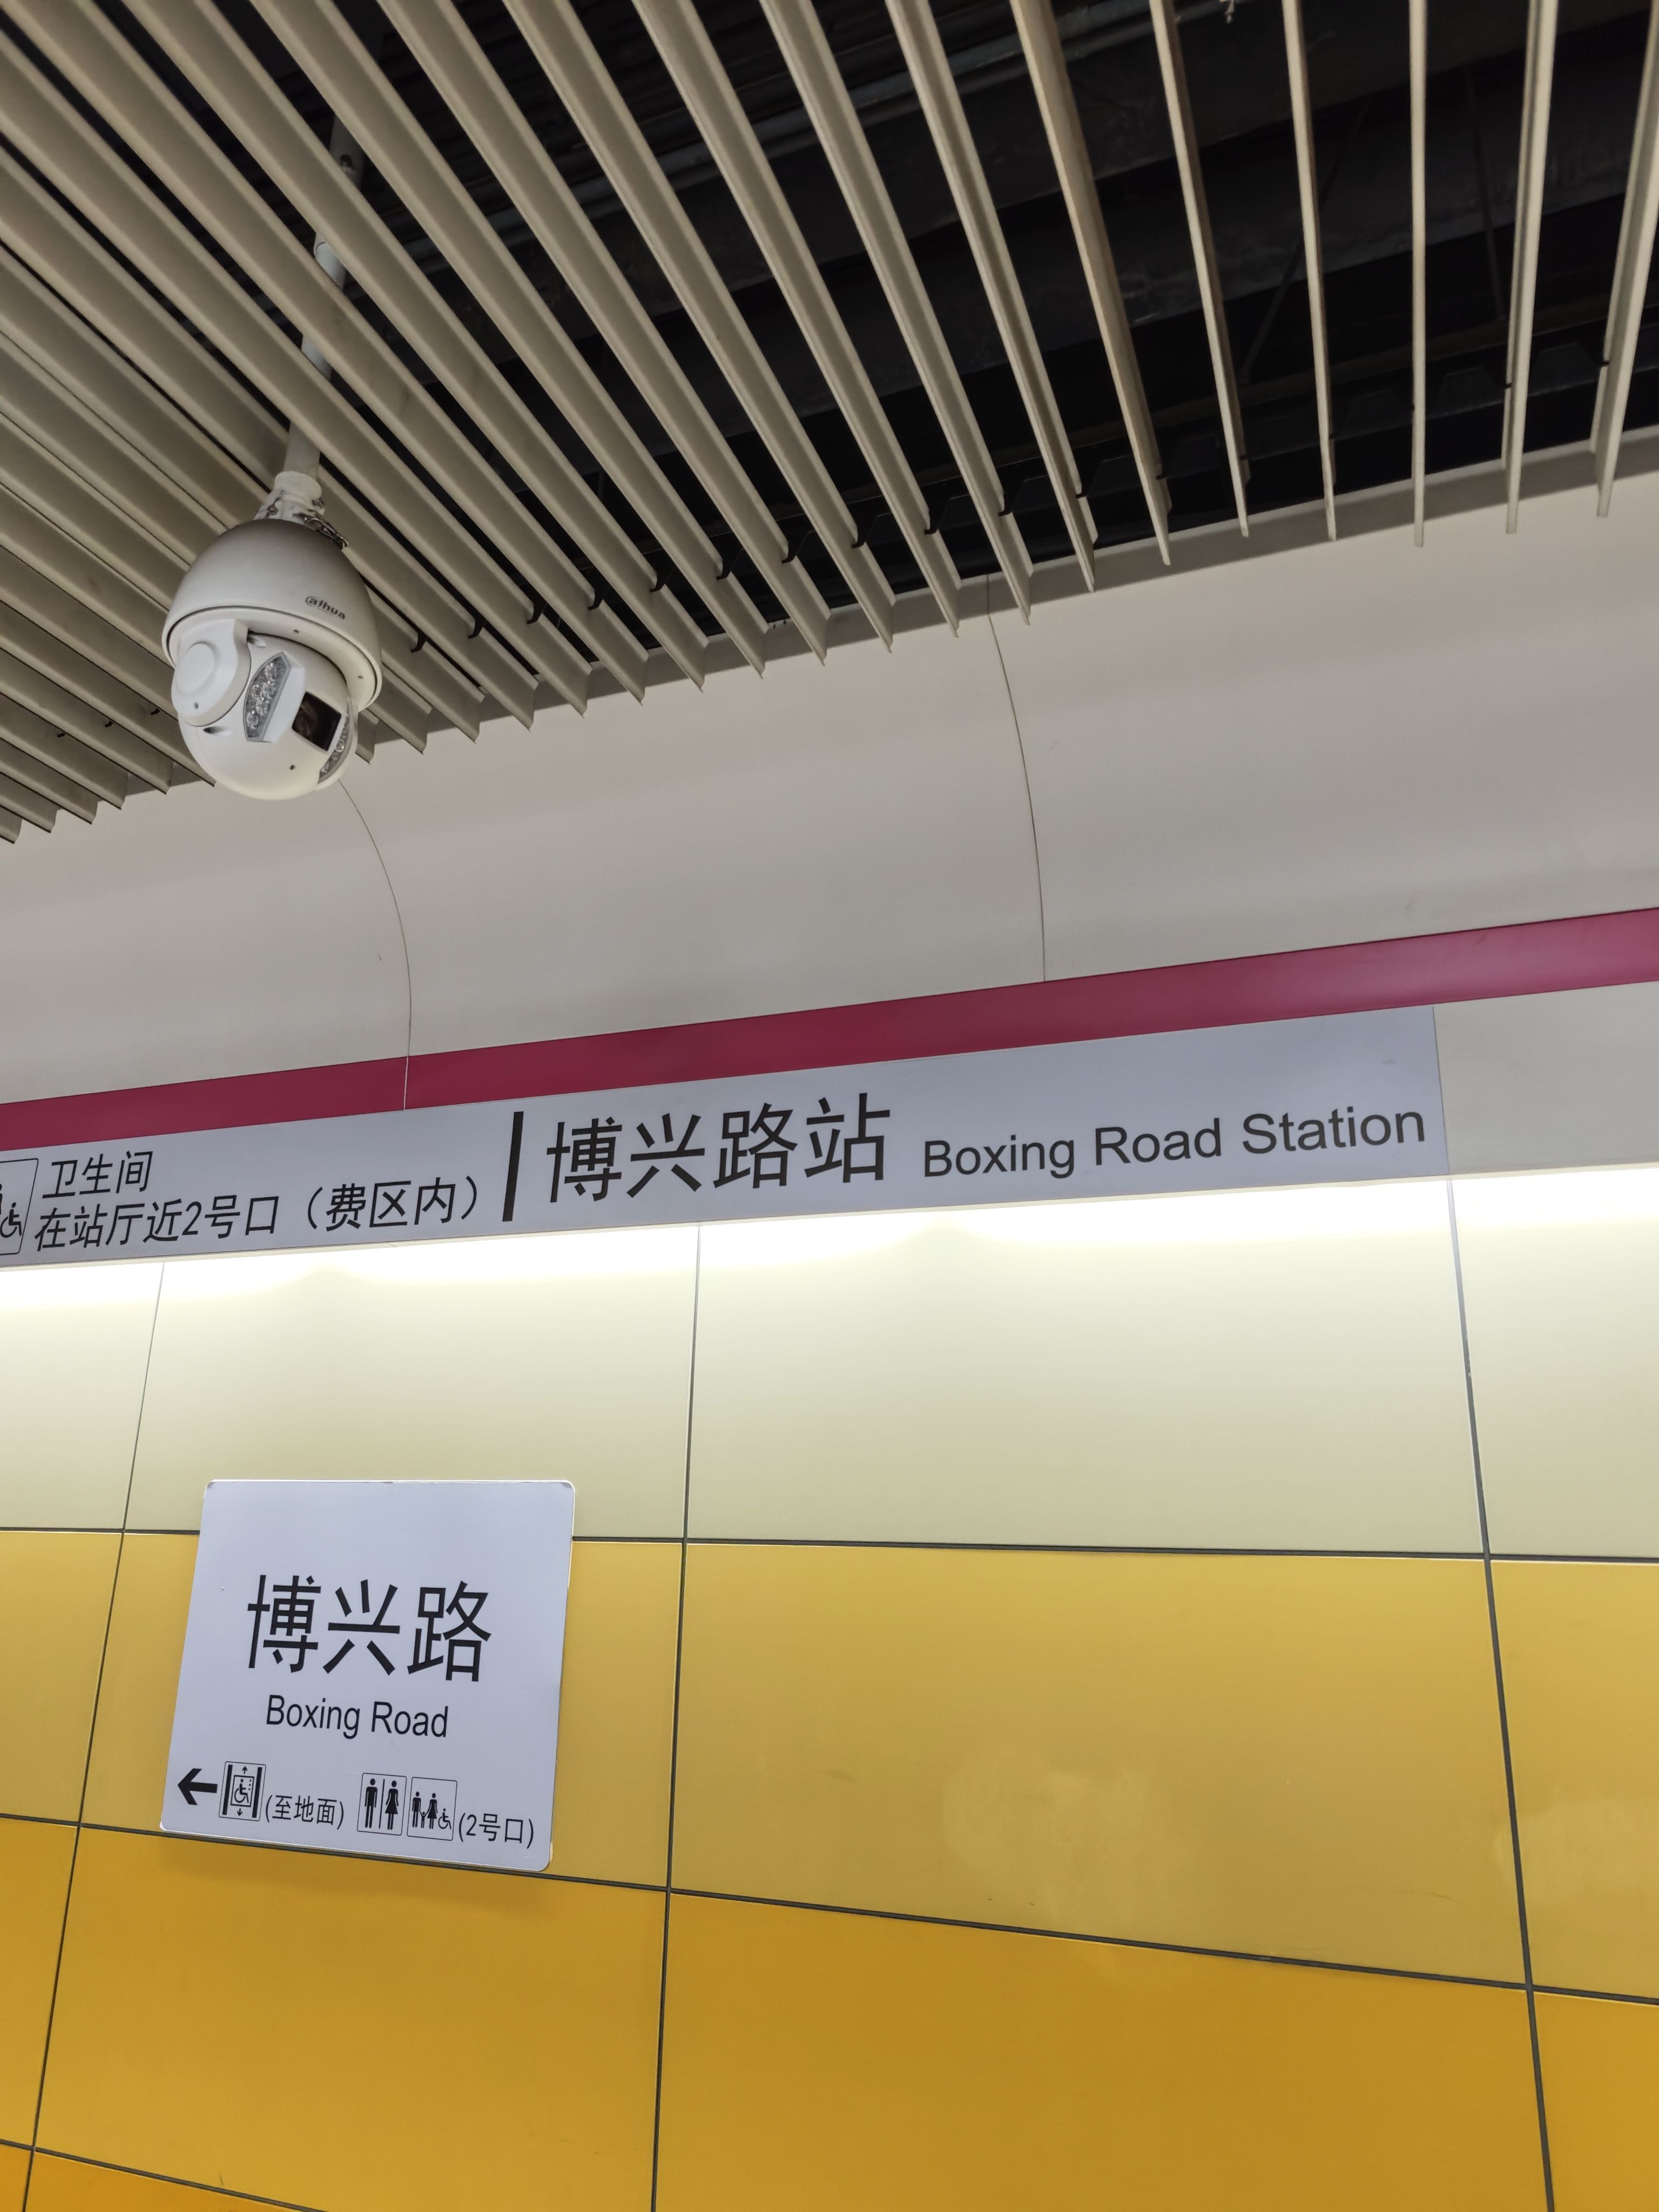 alhua
卫生间
在站厅近2号口（费区内）
博兴路站 Boxing Road Station
博兴路
Boxing Road
(至地面) (2号口)